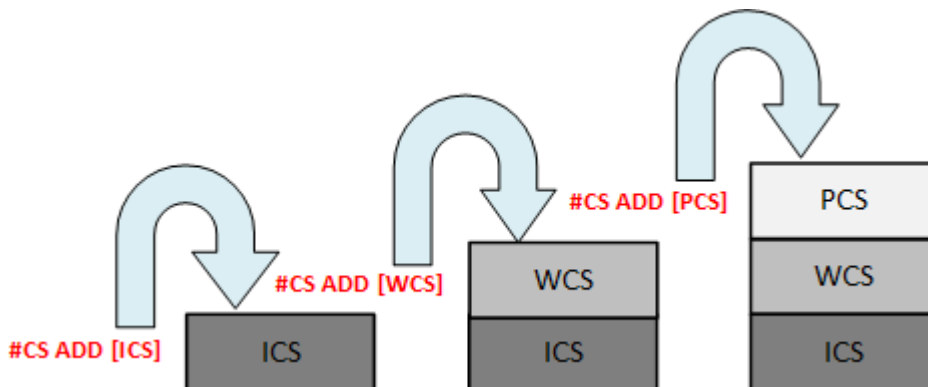 #CS ADD [ICS]
ICS
#CS ADD [WCS]
WCS
ICS
#CS ADD [PCS]
PCS
WCS
ICS